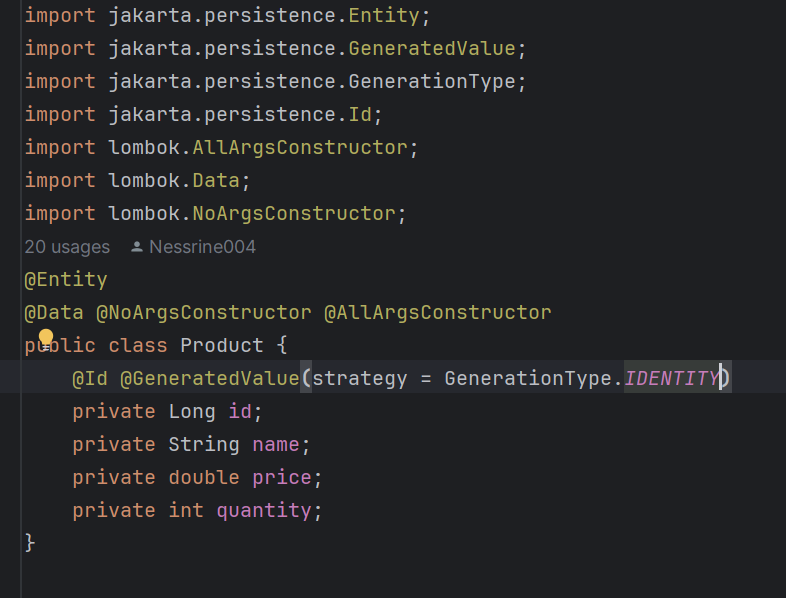 import jakarta.persistence.Entity;
import jakarta.persistence.GeneratedValue;
import jakarta.persistence.GenerationType;
import jakarta.persistence.Id;
import lombok.AllArgsConstructor;
import lombok.Data;
import lombok.NoArgsConstructor;
20 usages Nessrine004
@Entity
@Data @NoArgsConstructor @AllArgsConstructor
public class Product {
@Id @GeneratedValue(strategy = GenerationType.IDENTITY)
private Long id;
private String name;
private double price;
private int quantity;
}